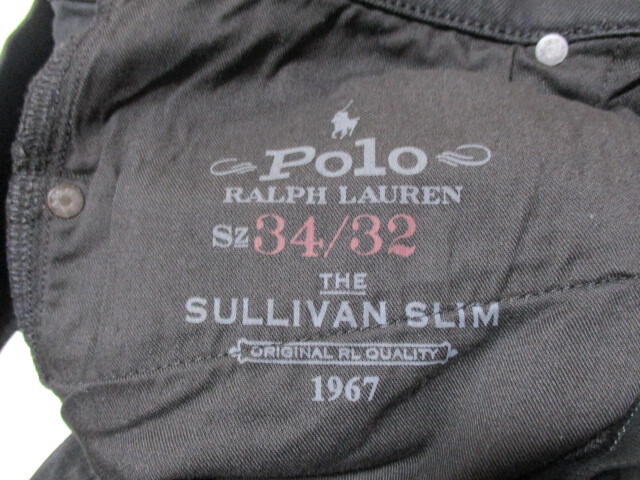 Polo
RALPH LAUREN
Sz 34/32
THE
SULLIVAN SLIM
ORIGINAL RL QUALITY
1967